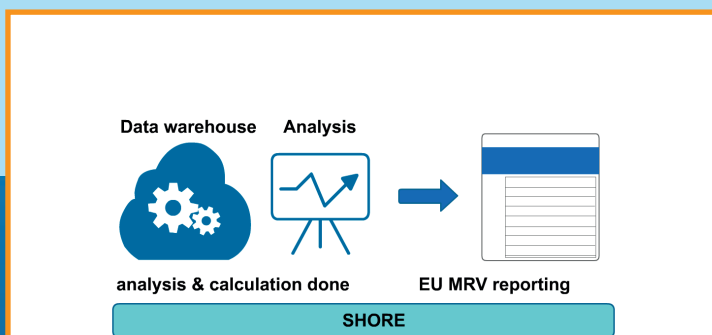 Data warehouse Analysis
analysis & calculation done EU MRV reporting
SHORE